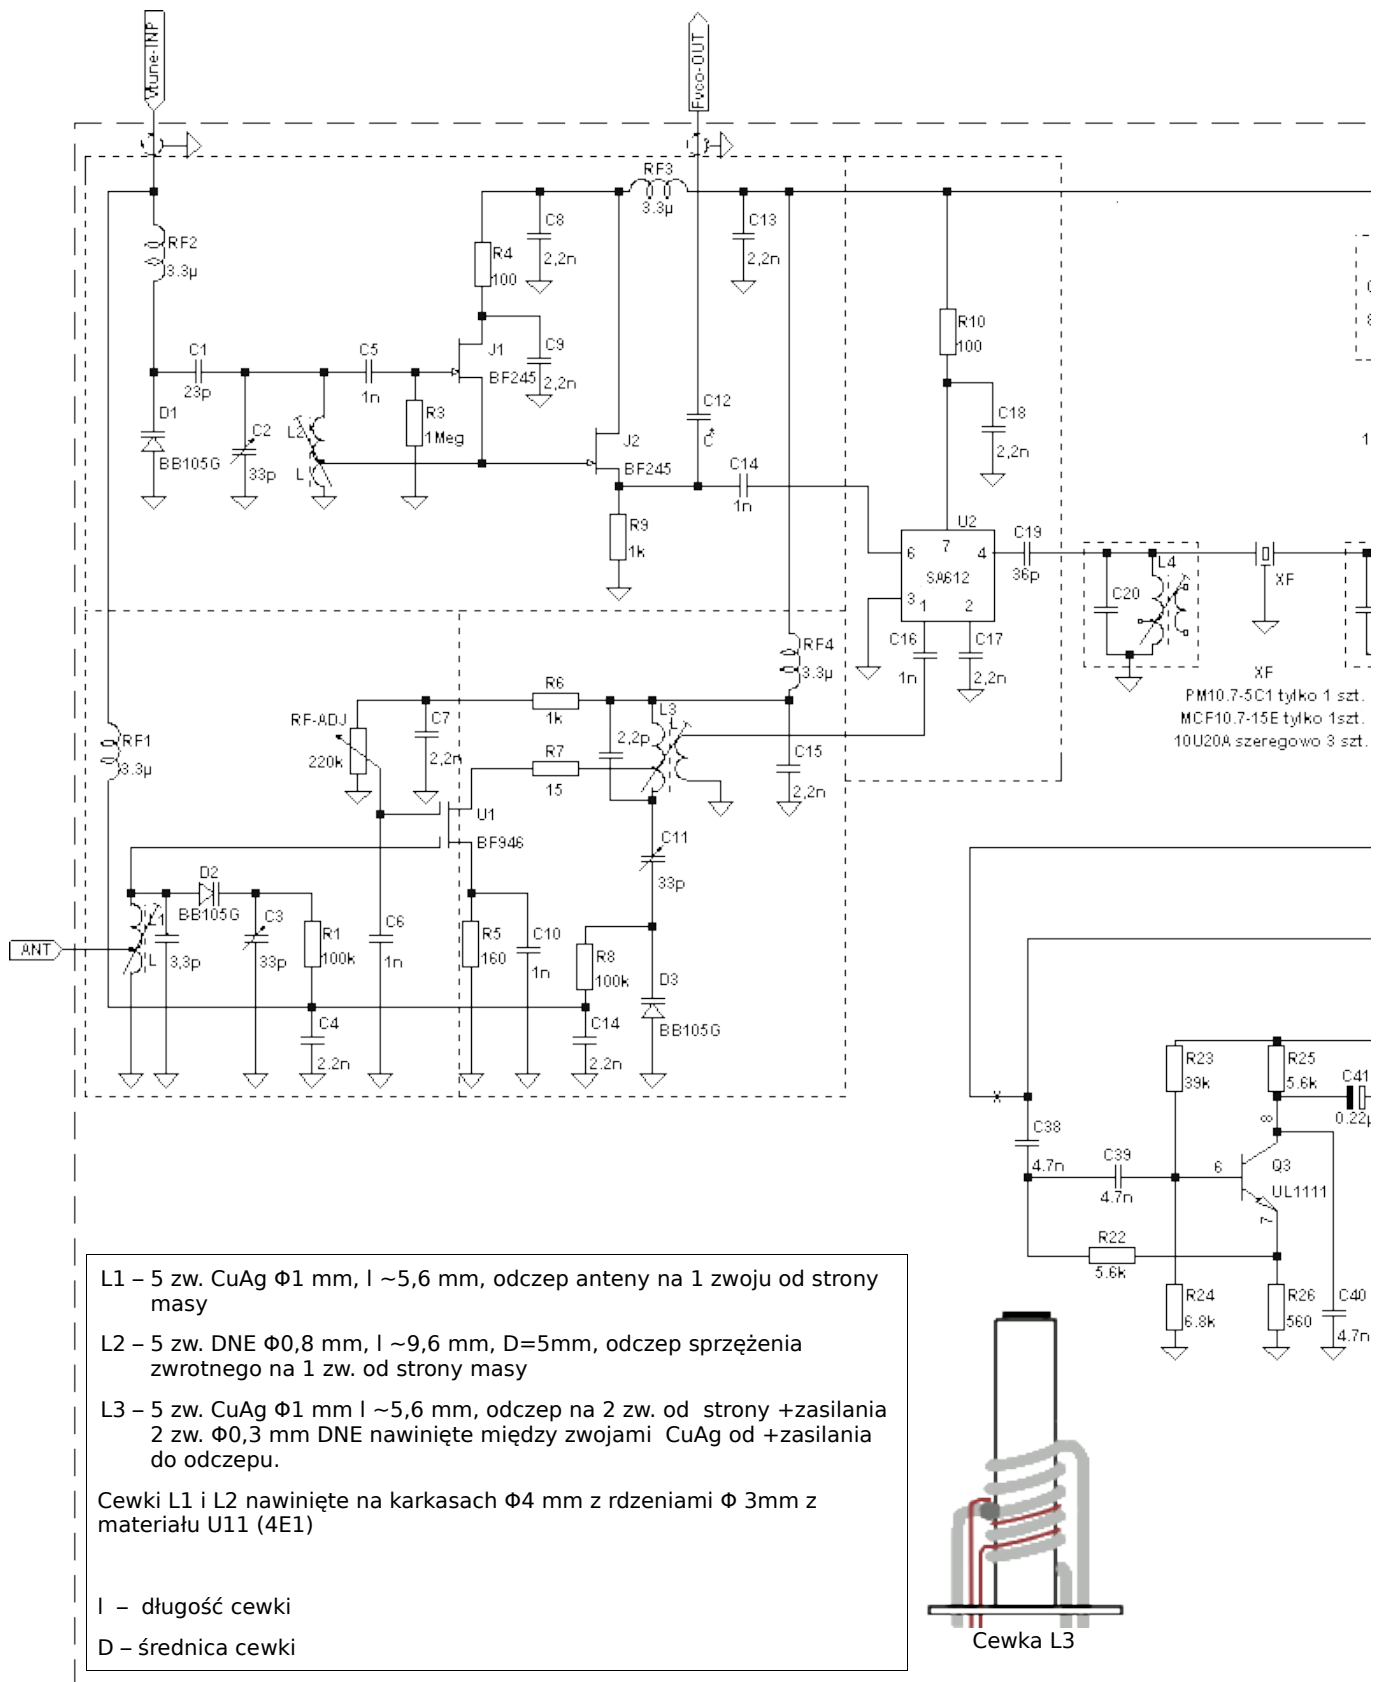 Vtune-INP
Fvco-OUT
RF3
3.3µ
RF2
3.3µ
C8
2,2n
C13
2,2n
R4
100
R10
100
C1
23p
C5
1n
J1
BF245
C9
2,2n
D1
BB105G
C2
33p
L2
L
R3
1Meg
J2
BF245
C12
C
C14
1n
C18
2,2n
R9
1k
U2
6
7
4
SA612
3
1
2
C19
36p
L4
C20
XF
C16
1n
C17
2,2n
RF4
3.3µ
XF
PM10.7-5C1 tylko 1 szt.
MCF10.7-15E tylko 1szt.
10U20A szeregowo 3 szt.
R6
1k
L3
L
RF-ADJ
220k
C7
2,2n
R7
15
2,2p
C15
2,2n
RF1
3.3µ
U1
BF946
C11
33p
D2
BB105G
L1
L
3,3p
C3
33p
R1
100k
C6
1n
R5
160
C10
1n
R8
100k
D3
BB105G
ANT
C4
2.2n
C14
2.2n
R23
39k
R25
5.6k
C41
0.22µ
x
C38
4.7n
C39
4.7n
6
8
Q3
UL1111
7
R22
5.6k
R24
6.8k
R26
560
C40
4.7n
L1 – 5 zw. CuAg Φ1 mm, l ~5,6 mm, odczep anteny na 1 zwoju od strony
masy
L2 – 5 zw. DNE Φ0,8 mm, l ~9,6 mm, D=5mm, odczep sprzężenia
zwrotnego na 1 zw. od strony masy
L3 – 5 zw. CuAg Φ1 mm l ~5,6 mm, odczep na 2 zw. od strony +zasilania
2 zw. Φ0,3 mm DNE nawinięte między zwojami CuAg od +zasilania
do odczepu.
Cewki L1 i L2 nawinięte na karkasach Φ4 mm z rdzeniami Φ 3mm z
materiału U11 (4E1)
l – długość cewki
D – średnica cewki
Cewka L3